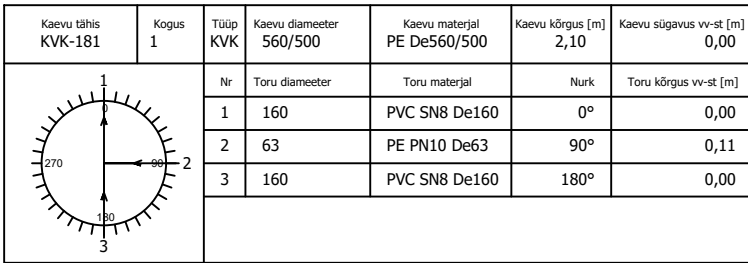 Kaevu tähis Kogus Tüüp Kaevu diameeter Kaevu materjal Kaevu kõrgus [m] Kaevu sügavus vv-st [m]
KVK-181 1 KVK 560/500 PE De560/500 2,10 0,00
Nr Toru diameeter Toru materjal Nurk Toru kõrgus vv-st [m]
1 160 PVC SN8 De160 0° 0,00
2 63 PE PN10 De63 90° 0,11
3 160 PVC SN8 De160 180° 0,00
1
0
270 90 2
180
3